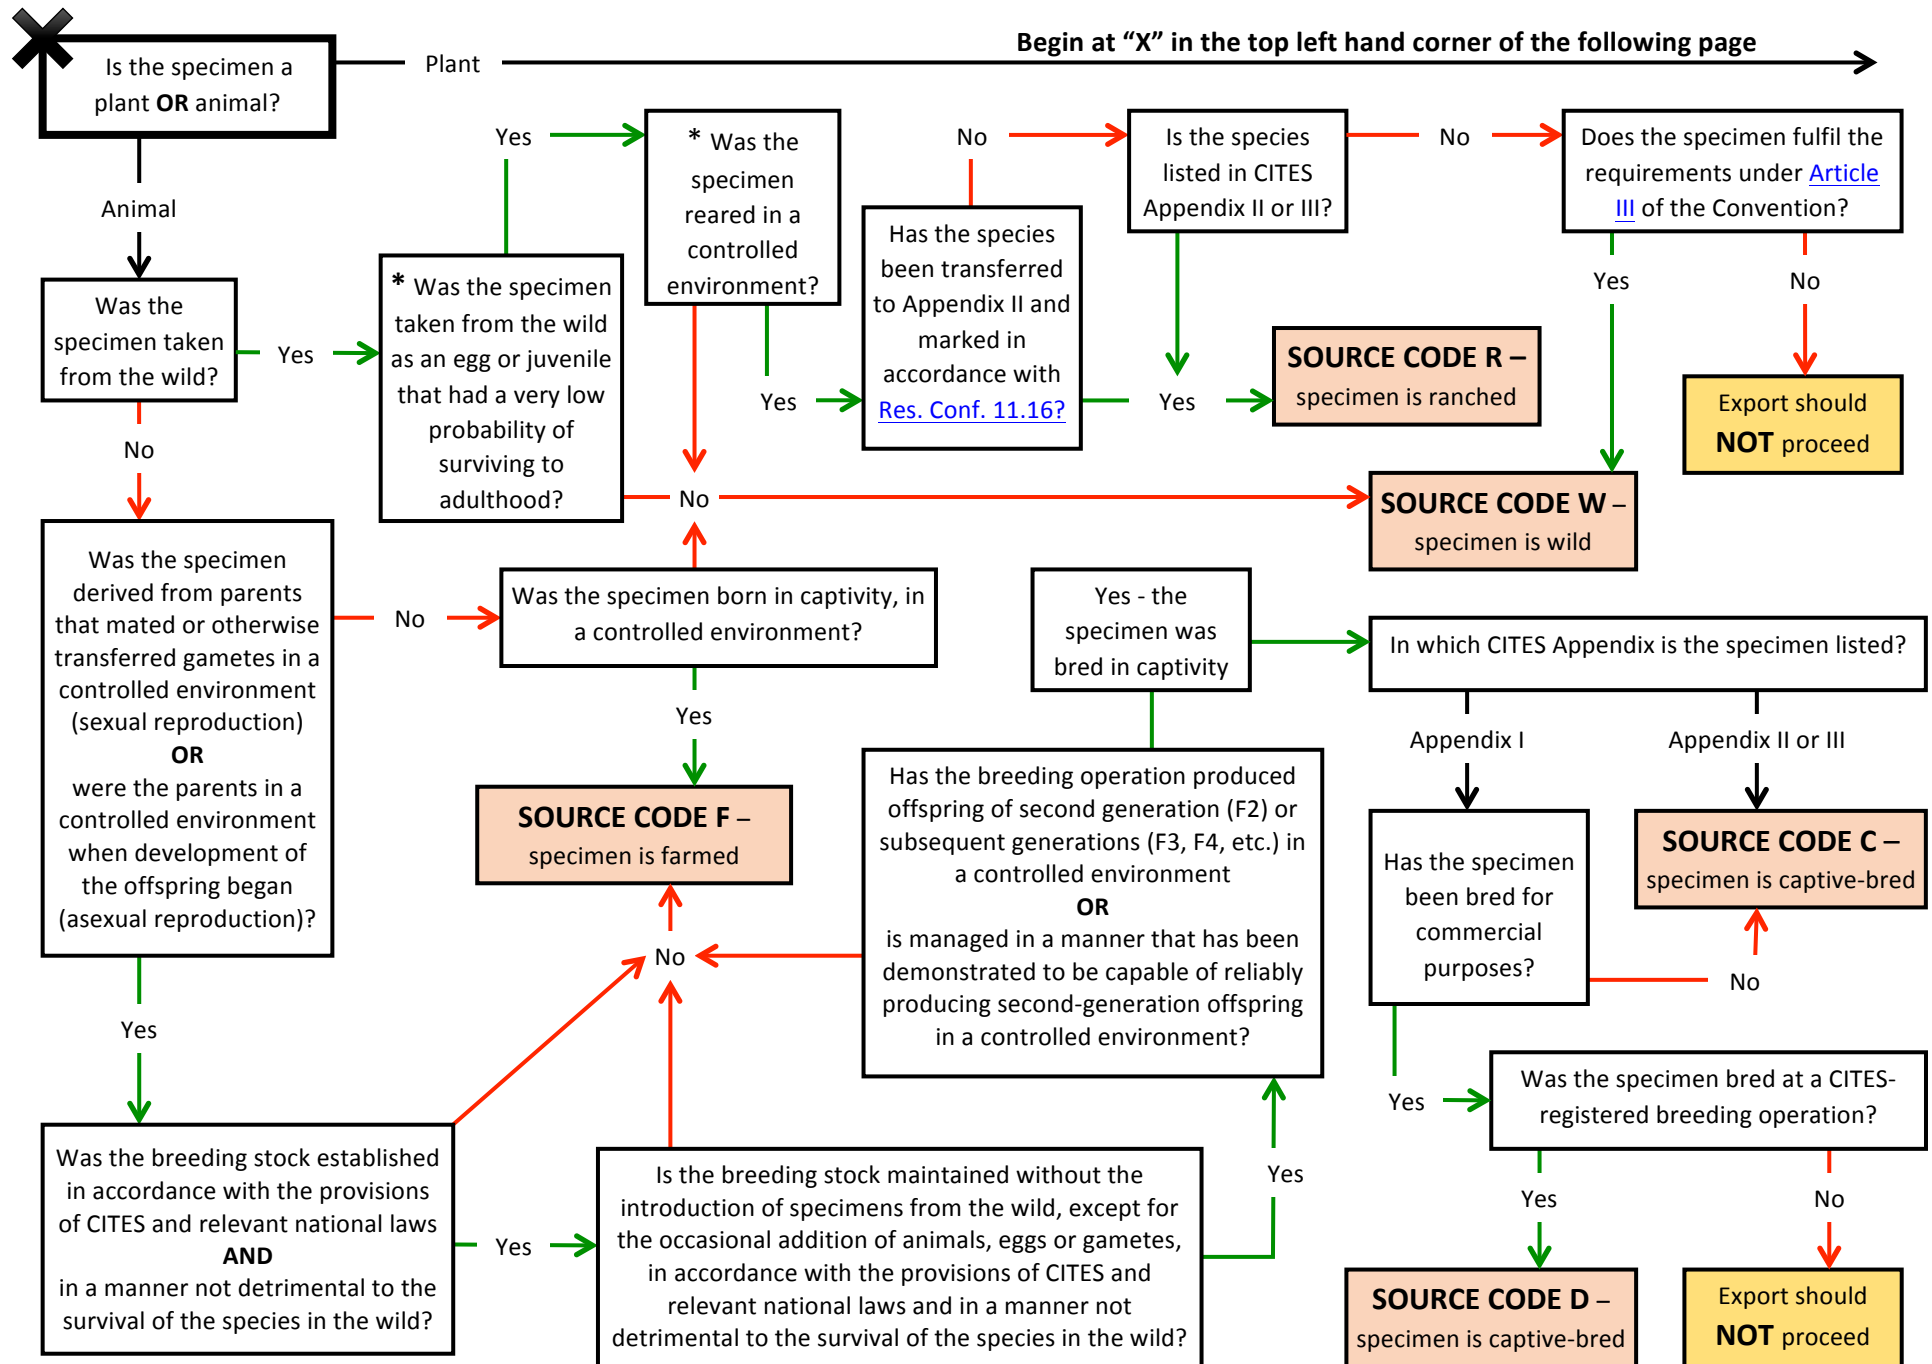 Begin at “X” in the top left hand corner of the following page
Is the specimen a
plant OR animal?
Plant
Animal
Was the
specimen taken
from the wild?
Yes
No
* Was the specimen
taken from the wild
as an egg or juvenile
that had a very low
probability of
surviving to
adulthood?
Yes
* Was the
specimen
reared in a
controlled
environment?
Yes
No
Has the species
been transferred
to Appendix II and
marked in
accordance with
Res. Conf. 11.16?
No
Yes
Is the species
listed in CITES
Appendix II or III?
No
Does the specimen fulfil the
requirements under Article
III of the Convention?
Yes
No
SOURCE CODE R –
specimen is ranched
Export should
NOT proceed
SOURCE CODE W –
specimen is wild
Was the specimen
derived from parents
that mated or otherwise
transferred gametes in a
controlled environment
(sexual reproduction)
OR
were the parents in a
controlled environment
when development of
the offspring began
(asexual reproduction)?
No
Yes
Was the specimen born in captivity, in
a controlled environment?
Yes
SOURCE CODE F –
specimen is farmed
No
Yes - the
specimen was
bred in captivity
In which CITES Appendix is the specimen listed?
Appendix I
Appendix II or III
Has the breeding operation produced
offspring of second generation (F2) or
subsequent generations (F3, F4, etc.) in
a controlled environment
OR
is managed in a manner that has been
demonstrated to be capable of reliably
producing second-generation offspring
in a controlled environment?
Has the specimen
been bred for
commercial
purposes?
No
Yes
SOURCE CODE C –
specimen is captive-bred
Was the specimen bred at a CITES-
registered breeding operation?
Yes
No
Was the breeding stock established
in accordance with the provisions
of CITES and relevant national laws
AND
in a manner not detrimental to the
survival of the species in the wild?
Yes
Is the breeding stock maintained without the
introduction of specimens from the wild, except for
the occasional addition of animals, eggs or gametes,
in accordance with the provisions of CITES and
relevant national laws and in a manner not
detrimental to the survival of the species in the wild?
Yes
SOURCE CODE D –
specimen is captive-bred
Export should
NOT proceed